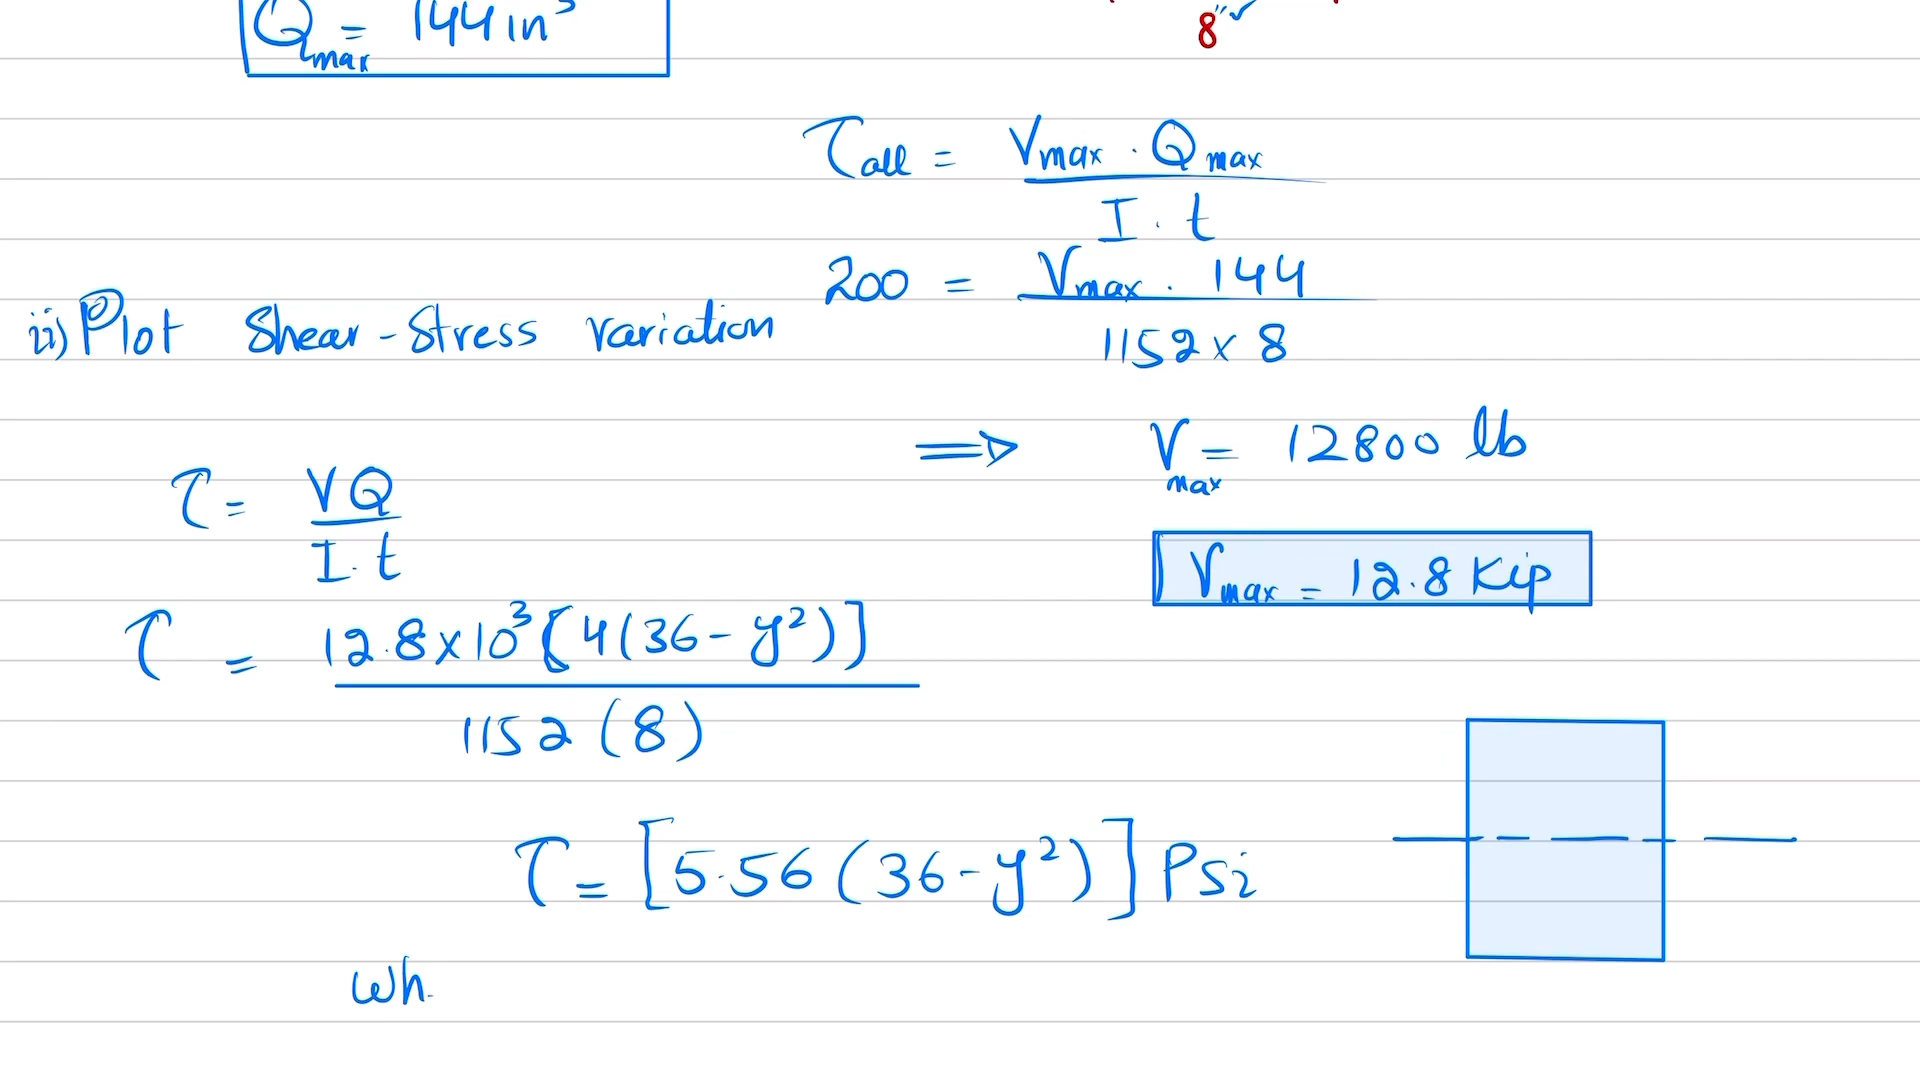 Qmax = 144 in³
8"
τall = Vmax . Qmax
I . t
200 = Vmax . 144
1152 x 8
ii) Plot Shear-Stress variation
⇒ Vmax = 12800 lb
τ = VQ
I.t
Vmax = 12.8 Kip
τ = 12.8x10³ [4(36-y²)]
1152 (8)
τ = [5.56 (36-y²)] Psi
Wh